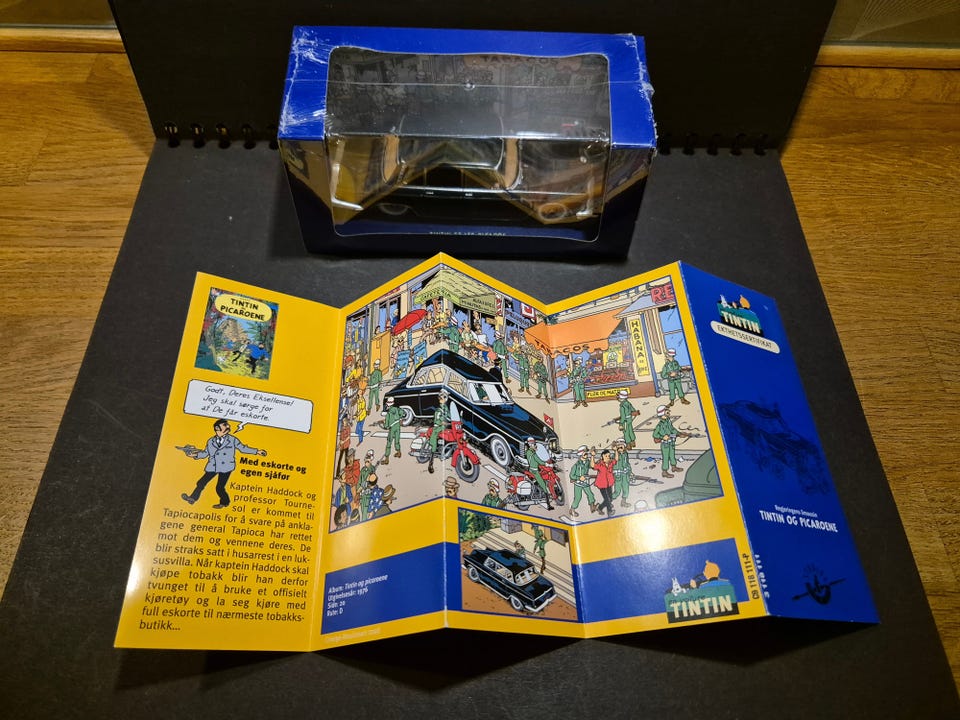 TINTIN
PICAROENE
Godt, Deres Eksellense!
Jeg skal sørge for
at De får eskorte.
Med eskorte og
egen sjåfør
Kaptein Haddock og
professor Tourne-
sol er kommet til
Tapiocapolis for å svare på ankla-
gene general Tapioca har rettet
mot dem og vennene deres. De
blir straks satt i husarrest i en luk-
susvilla. Når kaptein Haddock skal
kjøpe tobakk blir han derfor
tvunget til å bruke et offisielt
kjøretøy og la seg kjøre med
full eskorte til nærmeste tobakks-
butikk...
HABANA
Album: Tintin og picaroene
Utgivelsesår: 1976
Side: 20
Rute: D
TINTIN
TINTIN
EKTHETSSERTIFIKAT
Regjeringens limousin
TINTIN OG PICAROENE